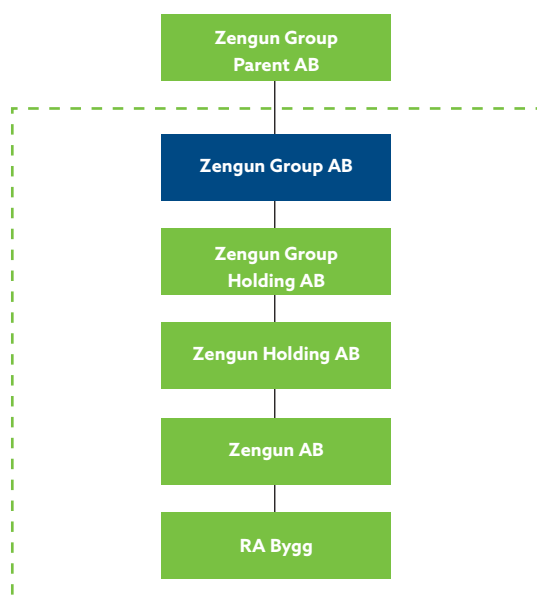 Zengun Group
Parent AB
Zengun Group AB
Zengun Group
Holding AB
Zengun Holding AB
Zengun AB
RA Bygg